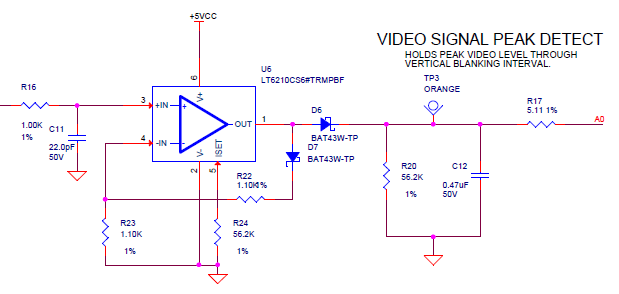 +5VCC
VIDEO SIGNAL PEAK DETECT
HOLDS PEAK VIDEO LEVEL THROUGH
VERTICAL BLANKING INTERVAL.
U6
LT6210CS6#TRMPBF
TP3
ORANGE
R16
1.00K
1%
C11
22.0pF
50V
6
3
+IN
+
V+
OUT
1
4
-IN
-
V-
ISET
2
5
D6
BAT43W-TP
D7
BAT43W-TP
R17
5.11 1%
A0
R22
1.10K1%
R20
56.2K
1%
C12
0.47uF
50V
R23
1.10K
1%
R24
56.2K
1%